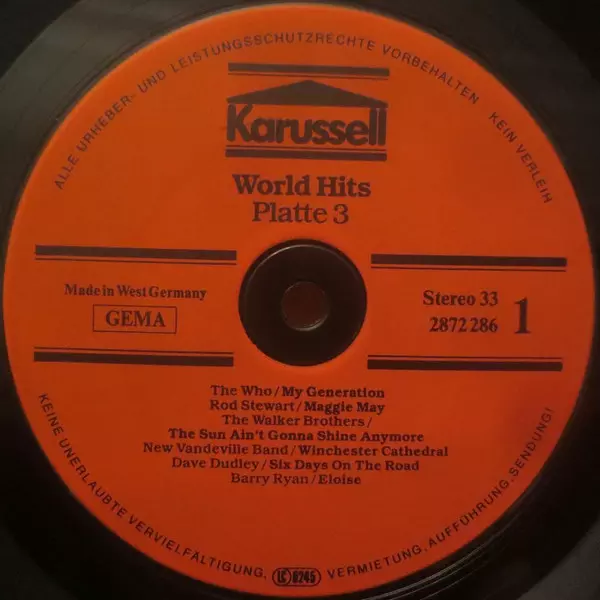 ALLE URHEBER- UND LEISTUNGSSCHUTZRECHTE VORBEHALTEN KEIN VERLEIH
Karussell
World Hits
Platte 3
Made in West Germany
GEMA
Stereo 33
2872 286
1
The Who/My Generation
Rod Stewart/Maggie May
The Walker Brothers/
The Sun Ain't Gonna Shine Anymore
New Vandeville Band/Winchester Cathedral
Dave Dudley/Six Days On The Road
Barry Ryan/Eloise
KEINE UNERLAUBTE VERVIELFÄLTIGUNG, VERMIETUNG, AUFFÜHRUNG, SENDUNG!
LC 0245